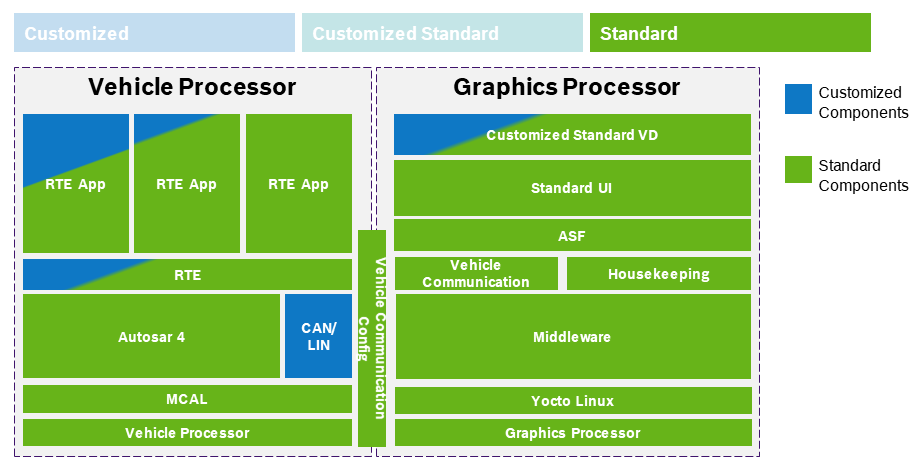 Customized
Customized Standard
Standard
Vehicle Processor
Graphics Processor
Customized
Components
Standard
Components
RTE App
RTE App
RTE App
RTE
Autosar 4
CAN/
LIN
MCAL
Vehicle Processor
Vehicle Communication
Config
Customized Standard VD
Standard UI
ASF
Vehicle
Communication
Housekeeping
Middleware
Yocto Linux
Graphics Processor